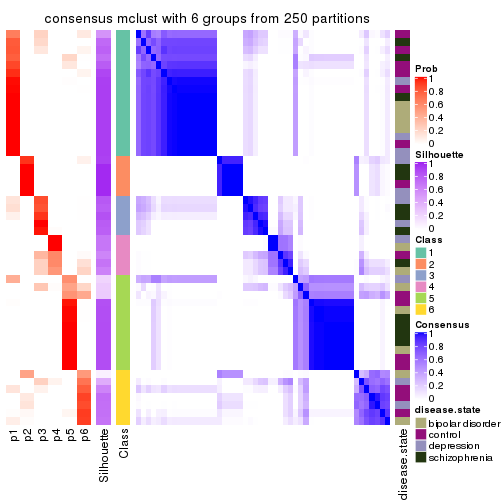 consensus mclust with 6 groups from 250 partitions
Prob
1
0.8
0.6
0.4
0.2
0
Silhouette
1
0.8
0.6
0.4
0.2
0
Class
1
2
3
4
5
6
Consensus
1
0.8
0.6
0.4
0.2
0
disease.state
bipolar disorder
control
depression
schizophrenia
p1
p2
p3
p4
p5
p6
Silhouette
Class
disease.state